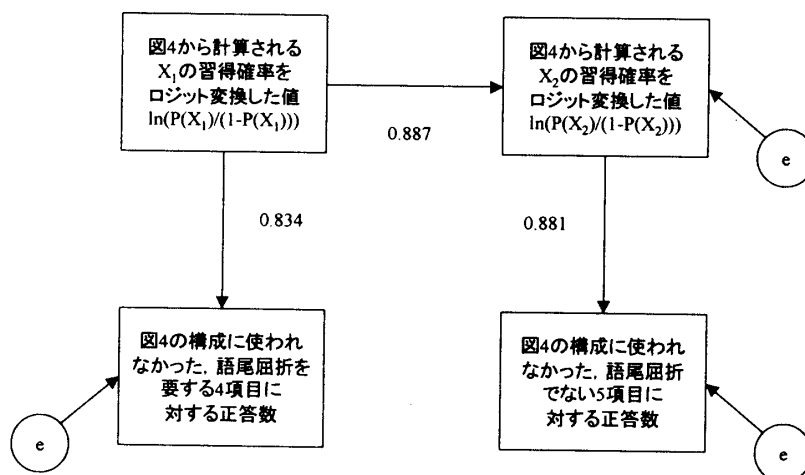 図4から計算される
X₁の習得確率を
ロジット変換した値
ln(P(X₁)/(1-P(X₁)))
図4から計算される
X₂の習得確率を
ロジット変換した値
ln(P(X₂)/(1-P(X₂)))
0.887
e
0.834
0.881
図4の構成に使われ
なかった, 語尾屈折を
要する4項目に
対する正答数
図4の構成に使われ
なかった, 語尾屈折
でない5項目に
対する正答数
e
e